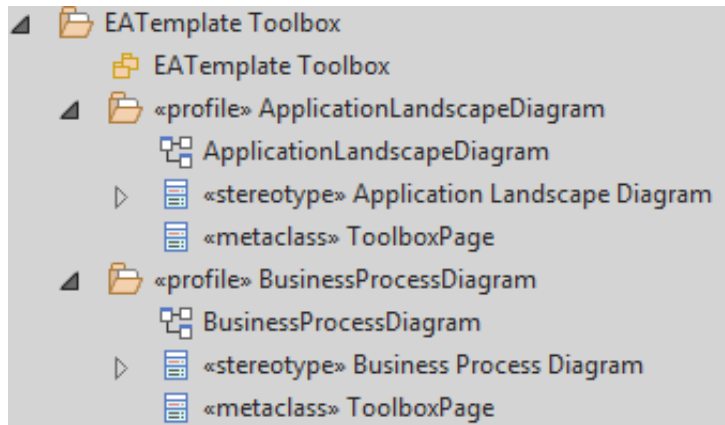 EATemplate Toolbox
EATemplate Toolbox
«profile» ApplicationLandscapeDiagram
ApplicationLandscapeDiagram
«stereotype» Application Landscape Diagram
«metaclass» ToolboxPage
«profile» BusinessProcessDiagram
BusinessProcessDiagram
«stereotype» Business Process Diagram
«metaclass» ToolboxPage